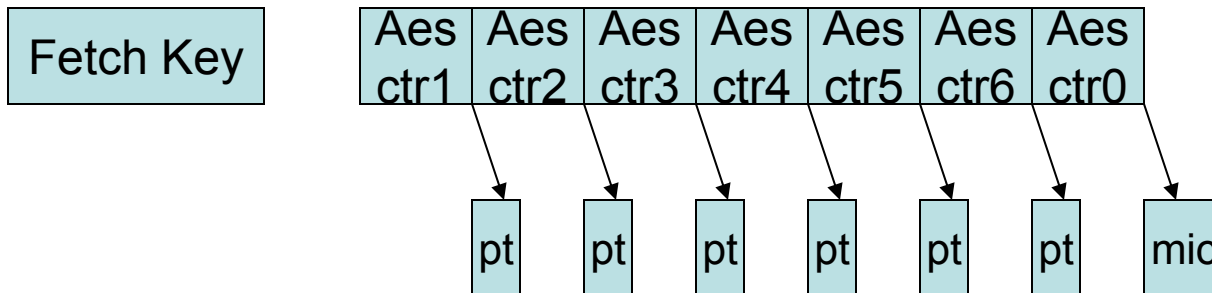 Fetch Key
Aes Aes Aes Aes Aes Aes Aes
ctr1 ctr2 ctr3 ctr4 ctr5 ctr6 ctr0
pt pt pt pt pt pt mic